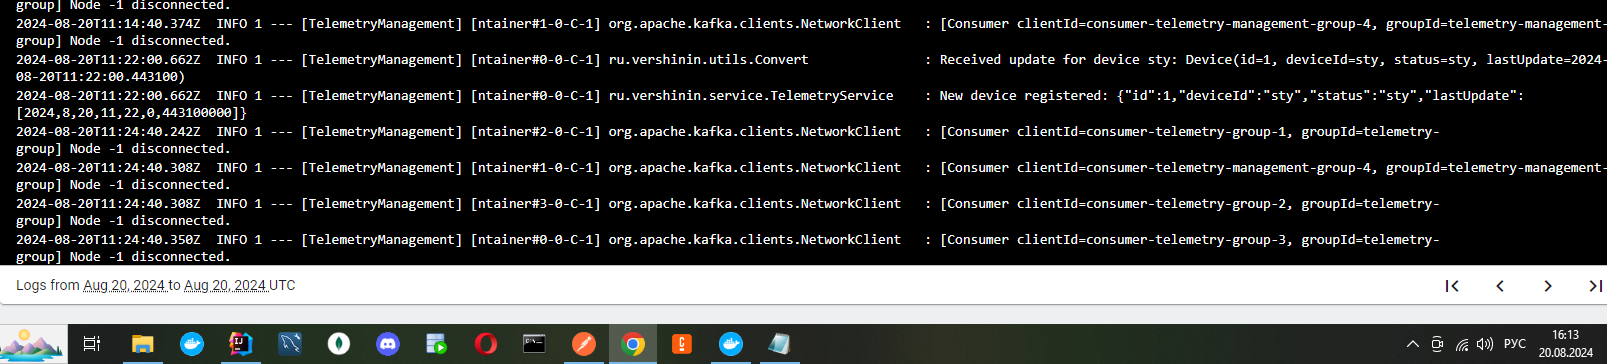 group] Node -1 disconnected.
2024-08-20T11:14:40.374Z  INFO 1 --- [TelemetryManagement] [ntainer#1-0-C-1] org.apache.kafka.clients.NetworkClient   : [Consumer clientId=consumer-telemetry-management-group-4, groupId=telemetry-management-
group] Node -1 disconnected.
2024-08-20T11:22:00.662Z  INFO 1 --- [TelemetryManagement] [ntainer#0-0-C-1] ru.vershinin.utils.Convert               : Received update for device sty: Device(id=1, deviceId=sty, status=sty, lastUpdate=2024-
08-20T11:22:00.443100)
2024-08-20T11:22:00.662Z  INFO 1 --- [TelemetryManagement] [ntainer#0-0-C-1] ru.vershinin.service.TelemetryService    : New device registered: {"id":1,"deviceId":"sty","status":"sty","lastUpdate":
[2024,8,20,11,22,0,443100000]}
2024-08-20T11:24:40.242Z  INFO 1 --- [TelemetryManagement] [ntainer#2-0-C-1] org.apache.kafka.clients.NetworkClient   : [Consumer clientId=consumer-telemetry-group-1, groupId=telemetry-
group] Node -1 disconnected.
2024-08-20T11:24:40.308Z  INFO 1 --- [TelemetryManagement] [ntainer#1-0-C-1] org.apache.kafka.clients.NetworkClient   : [Consumer clientId=consumer-telemetry-management-group-4, groupId=telemetry-management-
group] Node -1 disconnected.
2024-08-20T11:24:40.308Z  INFO 1 --- [TelemetryManagement] [ntainer#3-0-C-1] org.apache.kafka.clients.NetworkClient   : [Consumer clientId=consumer-telemetry-group-2, groupId=telemetry-
group] Node -1 disconnected.
2024-08-20T11:24:40.350Z  INFO 1 --- [TelemetryManagement] [ntainer#0-0-C-1] org.apache.kafka.clients.NetworkClient   : [Consumer clientId=consumer-telemetry-group-3, groupId=telemetry-
group] Node -1 disconnected.
Logs from Aug 20, 2024 to Aug 20, 2024 UTC
РУС
16:13
20.08.2024